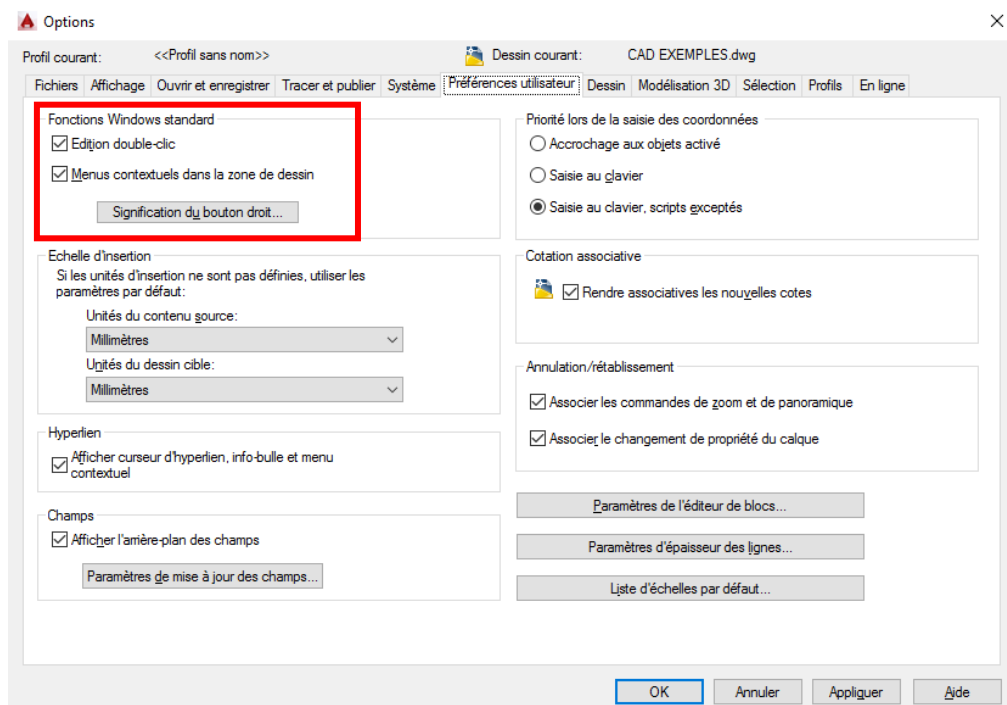 Options
Profil courant: <<Profil sans nom>> Dessin courant: CAD EXEMPLES.dwg
Fichiers Affichage Ouvrir et enregistrer Tracer et publier Système Préférences utilisateur Dessin Modélisation 3D Sélection Profils En ligne
Fonctions Windows standard
Edition double-clic
Menus contextuels dans la zone de dessin
Signification du bouton droit...
Echelle d'insertion
Si les unités d'insertion ne sont pas définies, utiliser les
paramètres par défaut:
Unités du contenu source:
Millimètres
Unités du dessin cible:
Millimètres
Hyperlien
Afficher curseur d'hyperlien, info-bulle et menu
contextuel
Champs
Afficher l'arrière-plan des champs
Paramètres de mise à jour des champs...
Priorité lors de la saisie des coordonnées
Accrochage aux objets activé
Saisie au clavier
Saisie au clavier, scripts exceptés
Cotation associative
Rendre associatives les nouvelles cotes
Annulation/rétablissement
Associer les commandes de zoom et de panoramique
Associer le changement de propriété du calque
Paramètres de l'éditeur de blocs...
Paramètres d'épaisseur des lignes...
Liste d'échelles par défaut...
OK Annuler Appliquer Aide